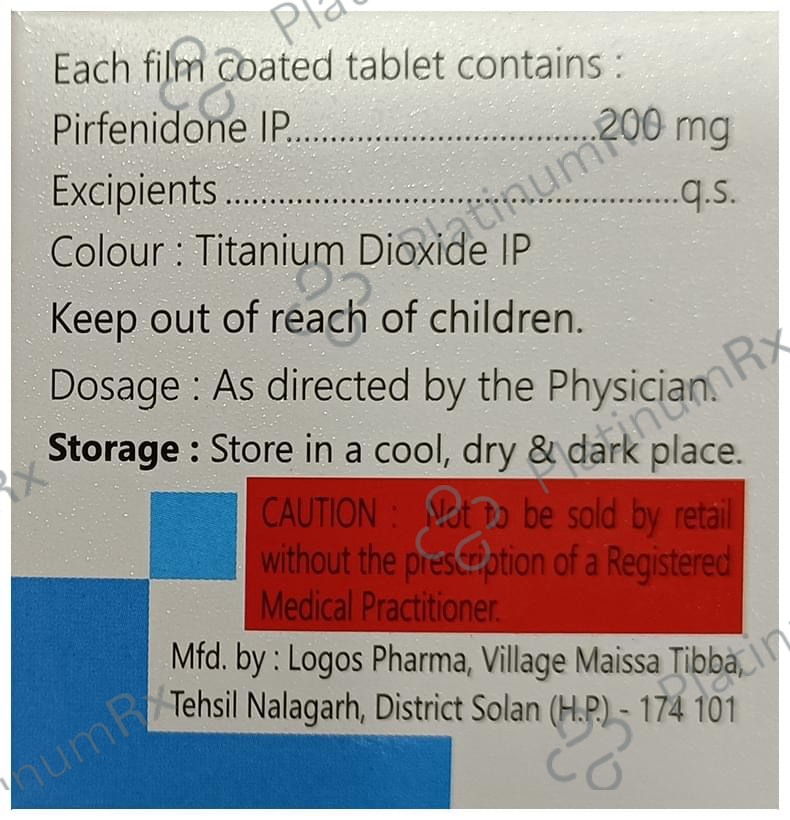 Each film coated tablet contains :
Pirfenidone IP..................................200 mg
Excipients ...................................................q.s.
Colour : Titanium Dioxide IP
Keep out of reach of children.
Dosage : As directed by the Physician.
Storage : Store in a cool, dry & dark place.
CAUTION : Not to be sold by retail
without the prescription of a Registered
Medical Practitioner.
Mfd. by : Logos Pharma, Village Maissa Tibba,
Tehsil Nalagarh, District Solan (H.P.) - 174 101
PlatinumRx
PlatinumRx